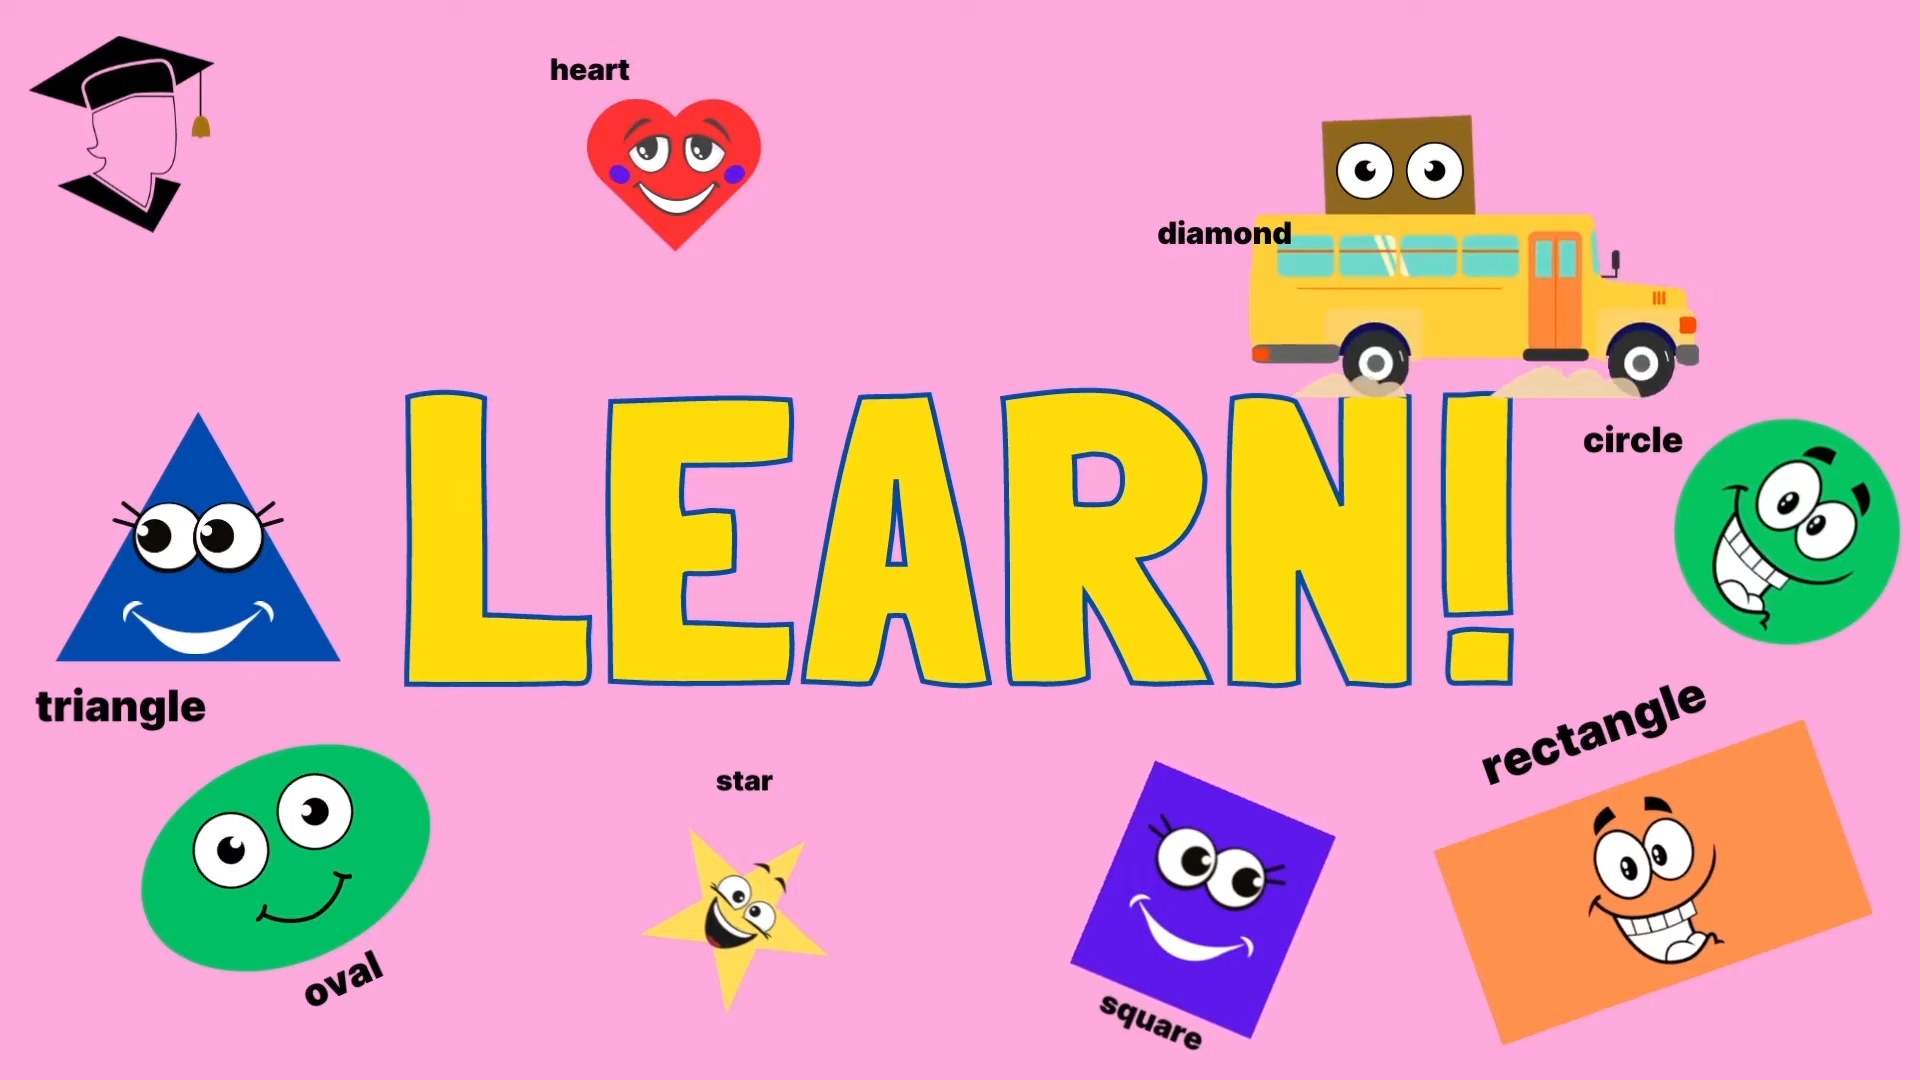 heart
diamond
LEARN!
circle
triangle
rectangle
star
oval
square